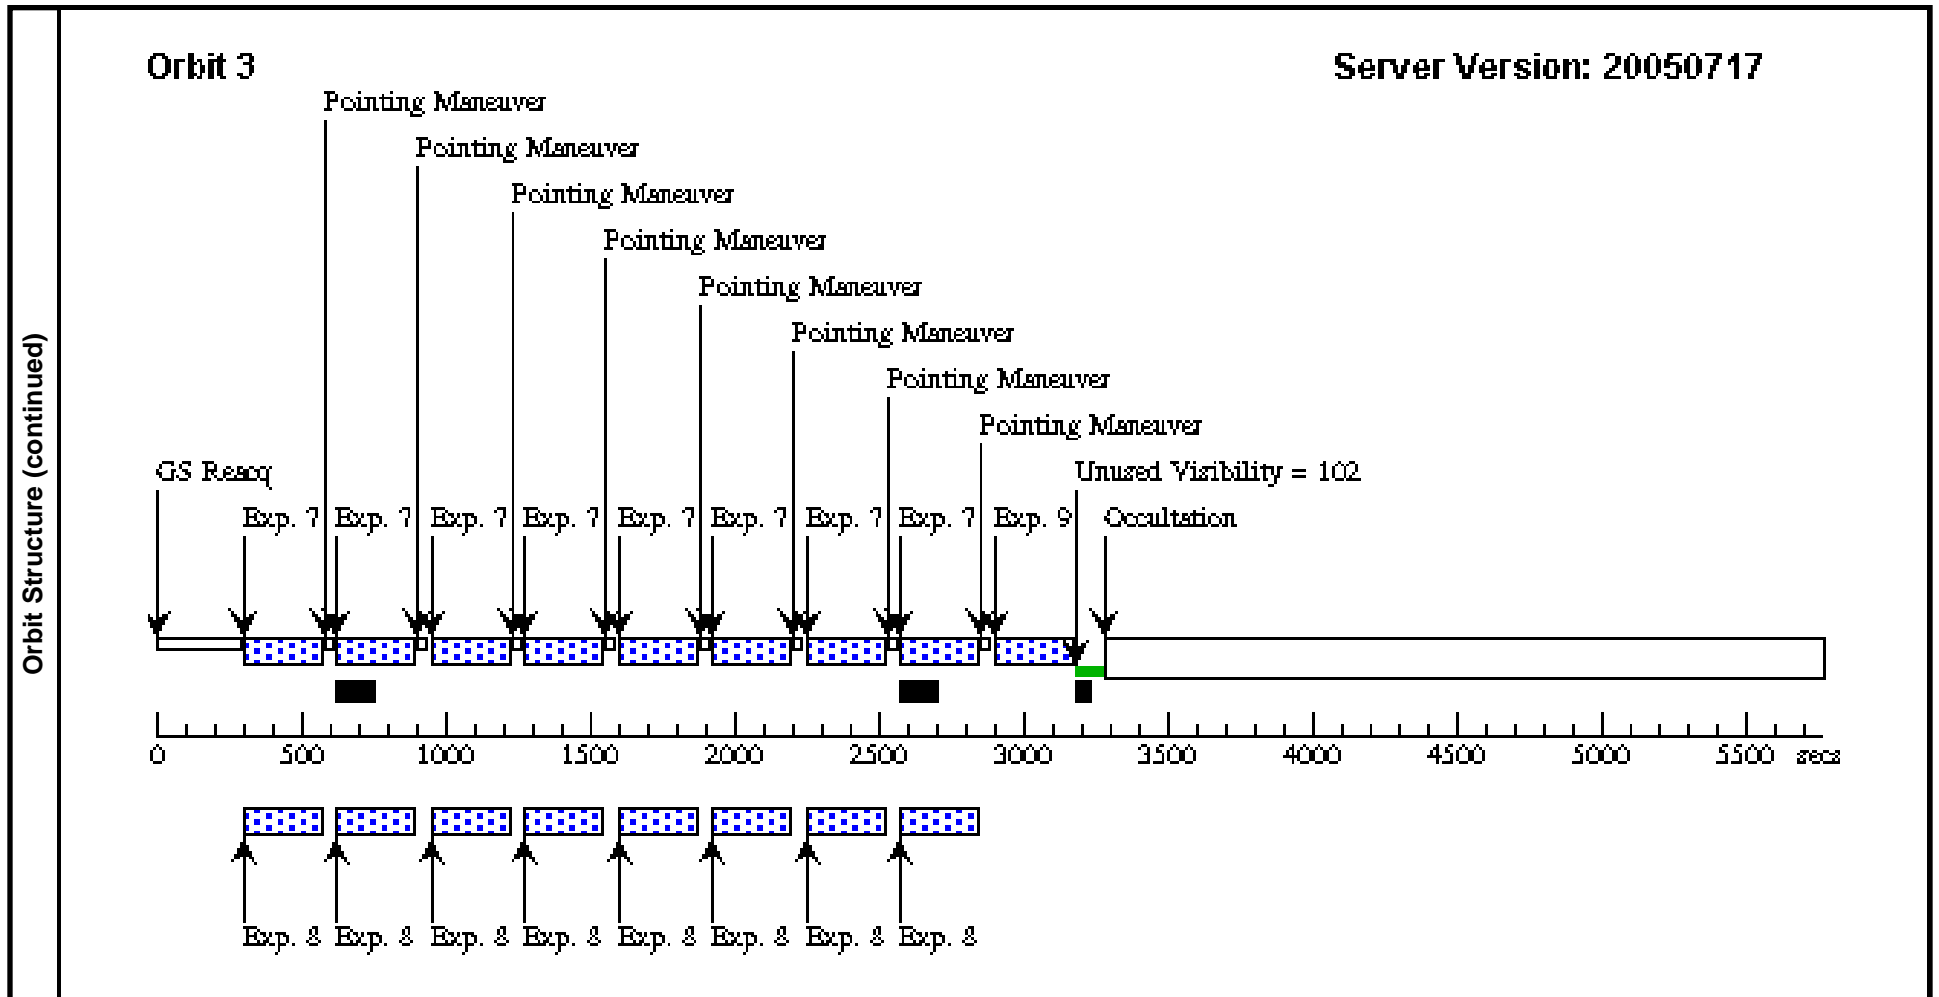 Orbit Structure (continued)
Orbit 3
Server Version: 20050717
Pointing Maneuver
Pointing Maneuver
Pointing Maneuver
Pointing Maneuver
Pointing Maneuver
Pointing Maneuver
Pointing Maneuver
Pointing Maneuver
GS Reacq
Unused Visibility = 102
Exp. 7 Exp. 7 Exp. 7 Exp. 7 Exp. 7 Exp. 7 Exp. 7 Exp. 7 Exp. 9 Occultation
0 500 1000 1500 2000 2500 3000 3500 4000 4500 5000 5500 secs
Exp. 8 Exp. 8 Exp. 8 Exp. 8 Exp. 8 Exp. 8 Exp. 8 Exp. 8